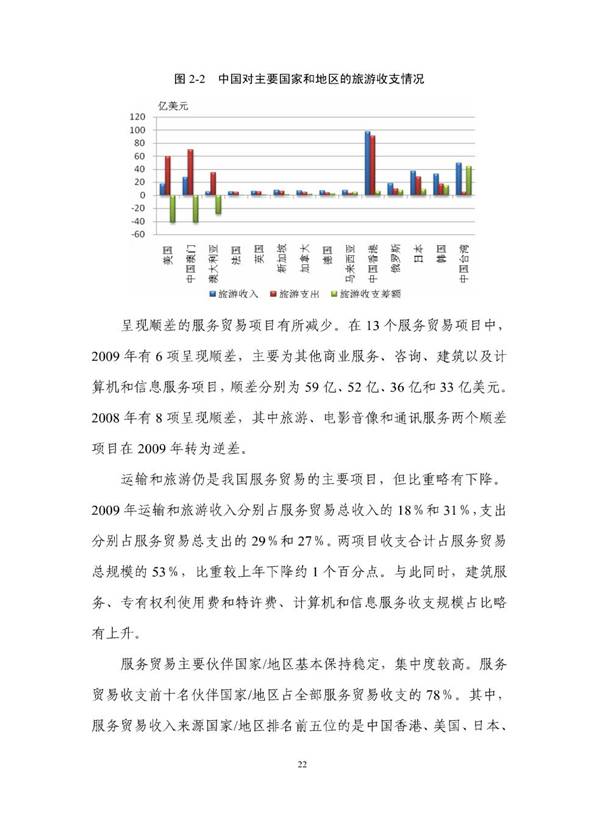 图 2-2 中国对主要国家和地区的旅游收支情况
亿美元
120
100
80
60
40
20
0
-20
-40
-60
美国
中国澳门
澳大利亚
法国
英国
新加坡
加拿大
德国
马来西亚
中国香港
俄罗斯
日本
韩国
中国台湾
旅游收入 旅游支出 旅游收支差额
呈现顺差的服务贸易项目有所减少。在 13 个服务贸易项目中，
2009 年有 6 项呈现顺差，主要为其他商业服务、咨询、建筑以及计
算机和信息服务项目，顺差分别为 59 亿、52 亿、36 亿和 33 亿美元。
2008 年有 8 项呈现顺差，其中旅游、电影音像和通讯服务两个顺差
项目在 2009 年转为逆差。
运输和旅游仍是我国服务贸易的主要项目，但比重略有下降。
2009 年运输和旅游收入分别占服务贸易总收入的 18％和 31％，支出
分别占服务贸易总支出的 29％和 27％。两项目收支合计占服务贸易
总规模的 53％，比重较上年下降约 1 个百分点。与此同时，建筑服
务、专有权利使用费和特许费、计算机和信息服务收支规模占比略
有上升。
服务贸易主要伙伴国家/地区基本保持稳定，集中度较高。服务
贸易收支前十名伙伴国家/地区占全部服务贸易收支的 78％。其中，
服务贸易收入来源国家/地区排名前五位的是中国香港、美国、日本、
22